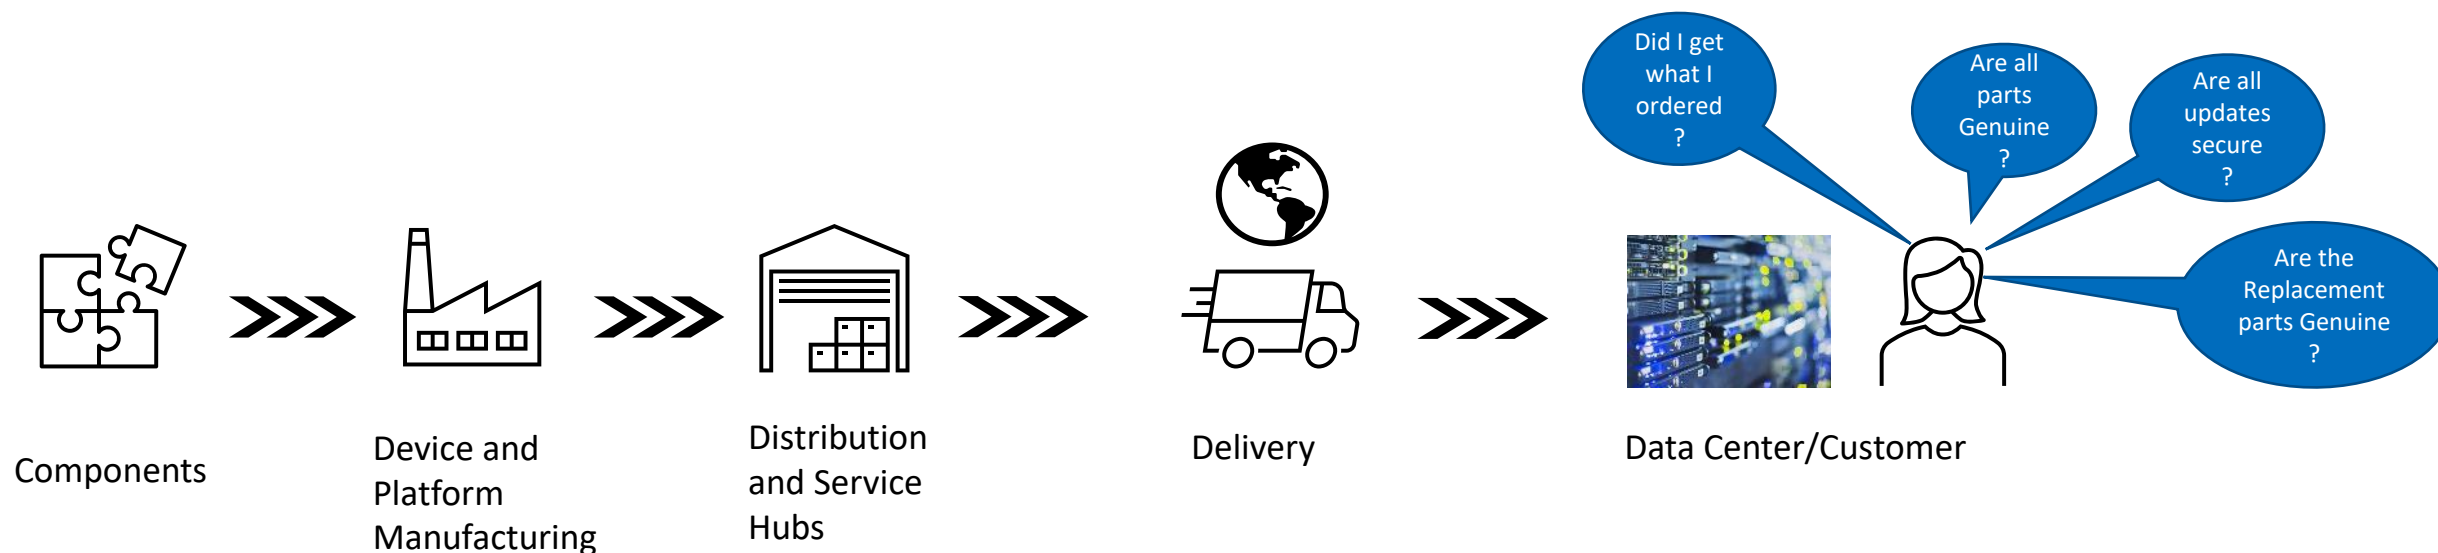 Did I get
what I
ordered
?
Are all
parts
Genuine
?
Are all
updates
secure
?
Are the
Replacement
parts Genuine
?
Components
Device and
Platform
Manufacturing
Distribution
and Service
Hubs
Delivery
Data Center/Customer